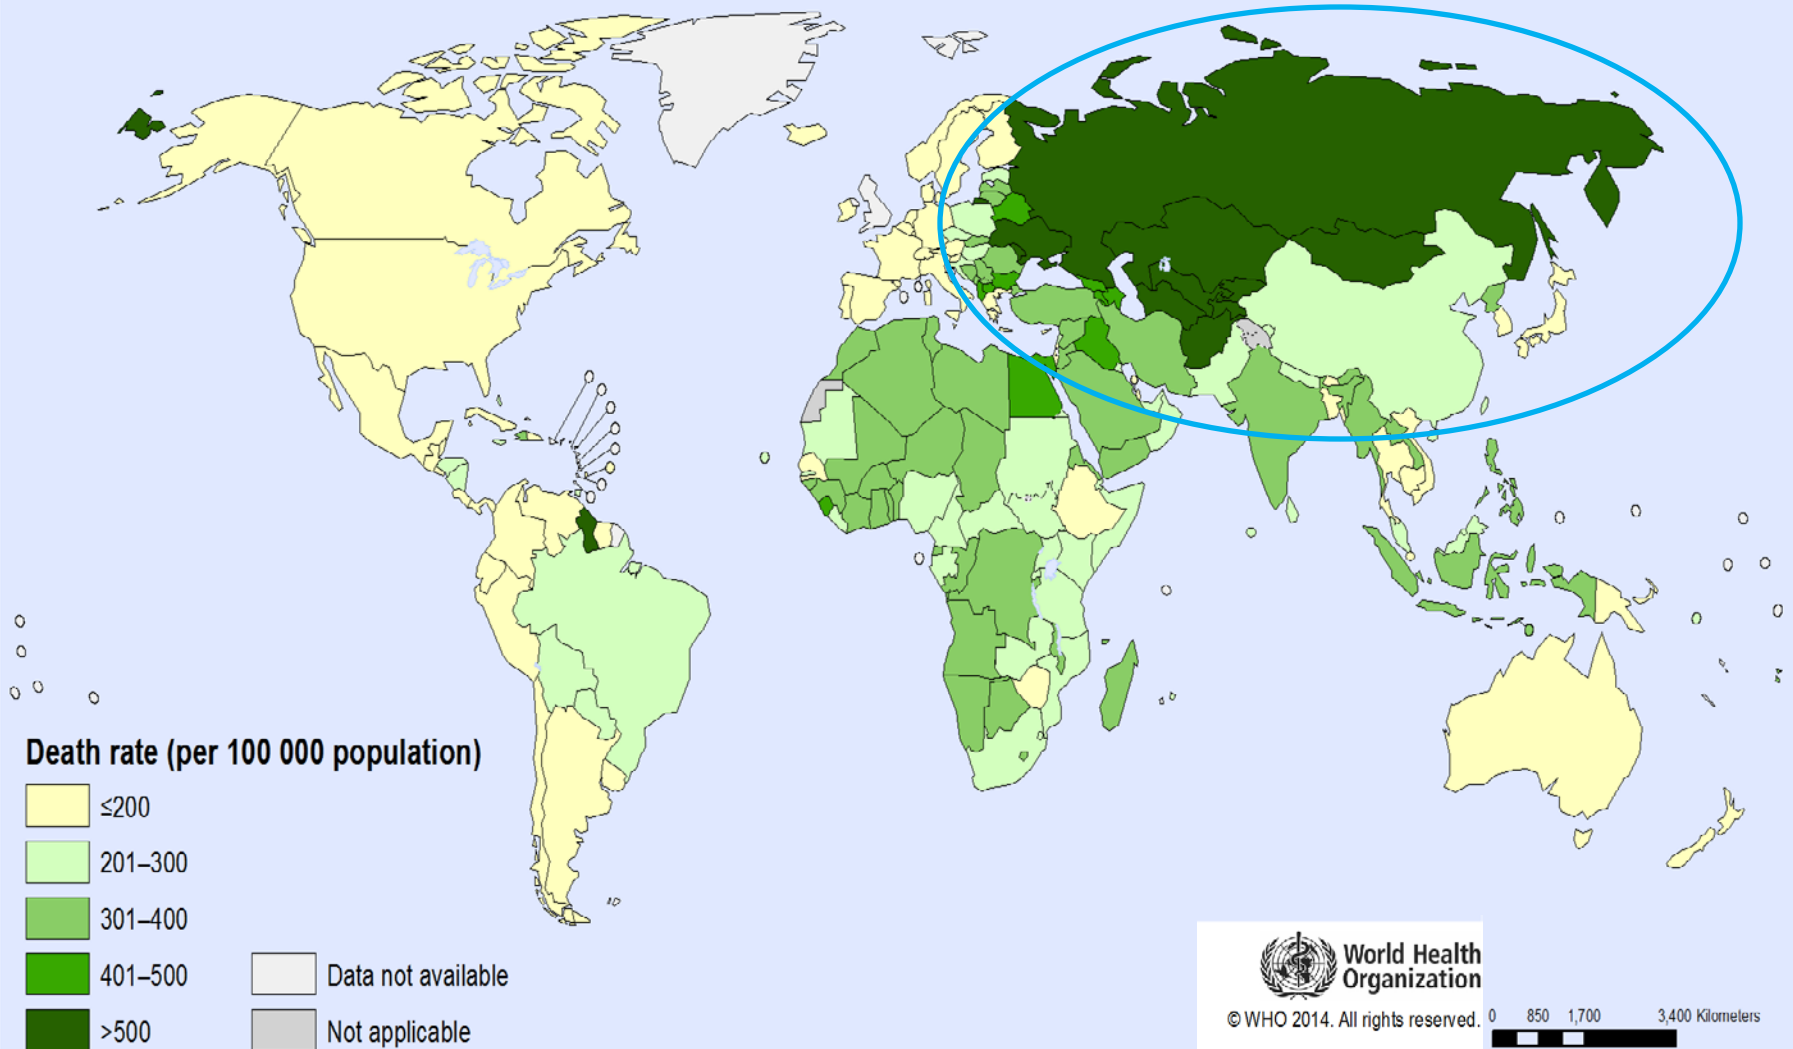 Death rate (per 100 000 population)
≤200
201–300
301–400
401–500
>500
Data not available
Not applicable
World Health
Organization
© WHO 2014. All rights reserved.
0 850 1,700 3,400 Kilometers